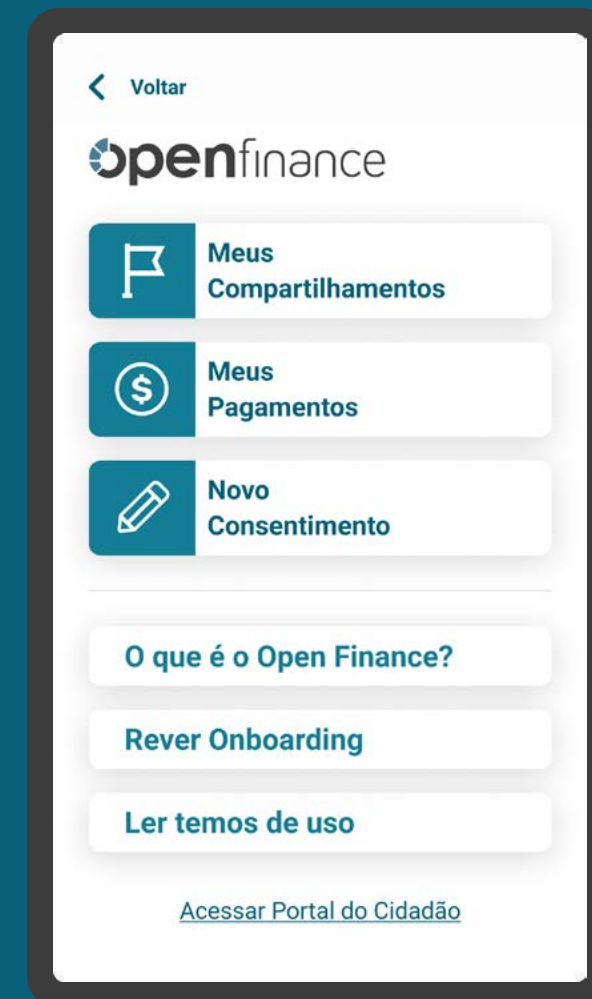 Voltar
openfinance
Meus
Compartilhamentos
Meus
Pagamentos
Novo
Consentimento
O que é o Open Finance?
Rever Onboarding
Ler temos de uso
Acessar Portal do Cidadão